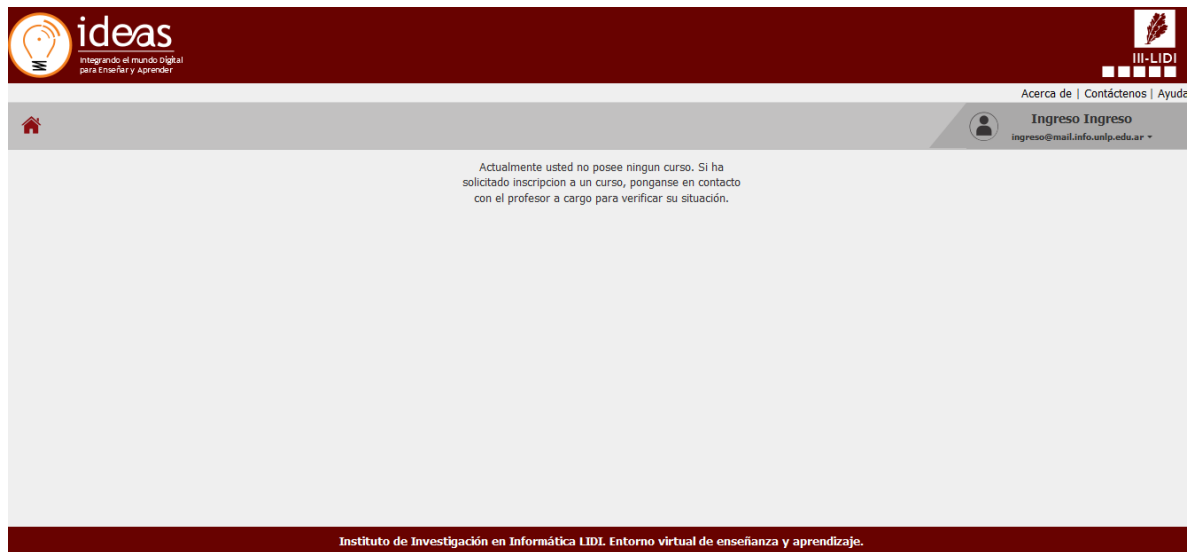 ideas
Integrando el mundo Digital
para Enseñar y Aprender
III-LIDI
Acerca de | Contáctenos | Ayuda
Ingreso Ingreso
ingreso@mail.info.unlp.edu.ar
Actualmente usted no posee ningun curso. Si ha
solicitado inscripcion a un curso, ponganse en contacto
con el profesor a cargo para verificar su situación.
Instituto de Investigación en Informática LIDI. Entorno virtual de enseñanza y aprendizaje.